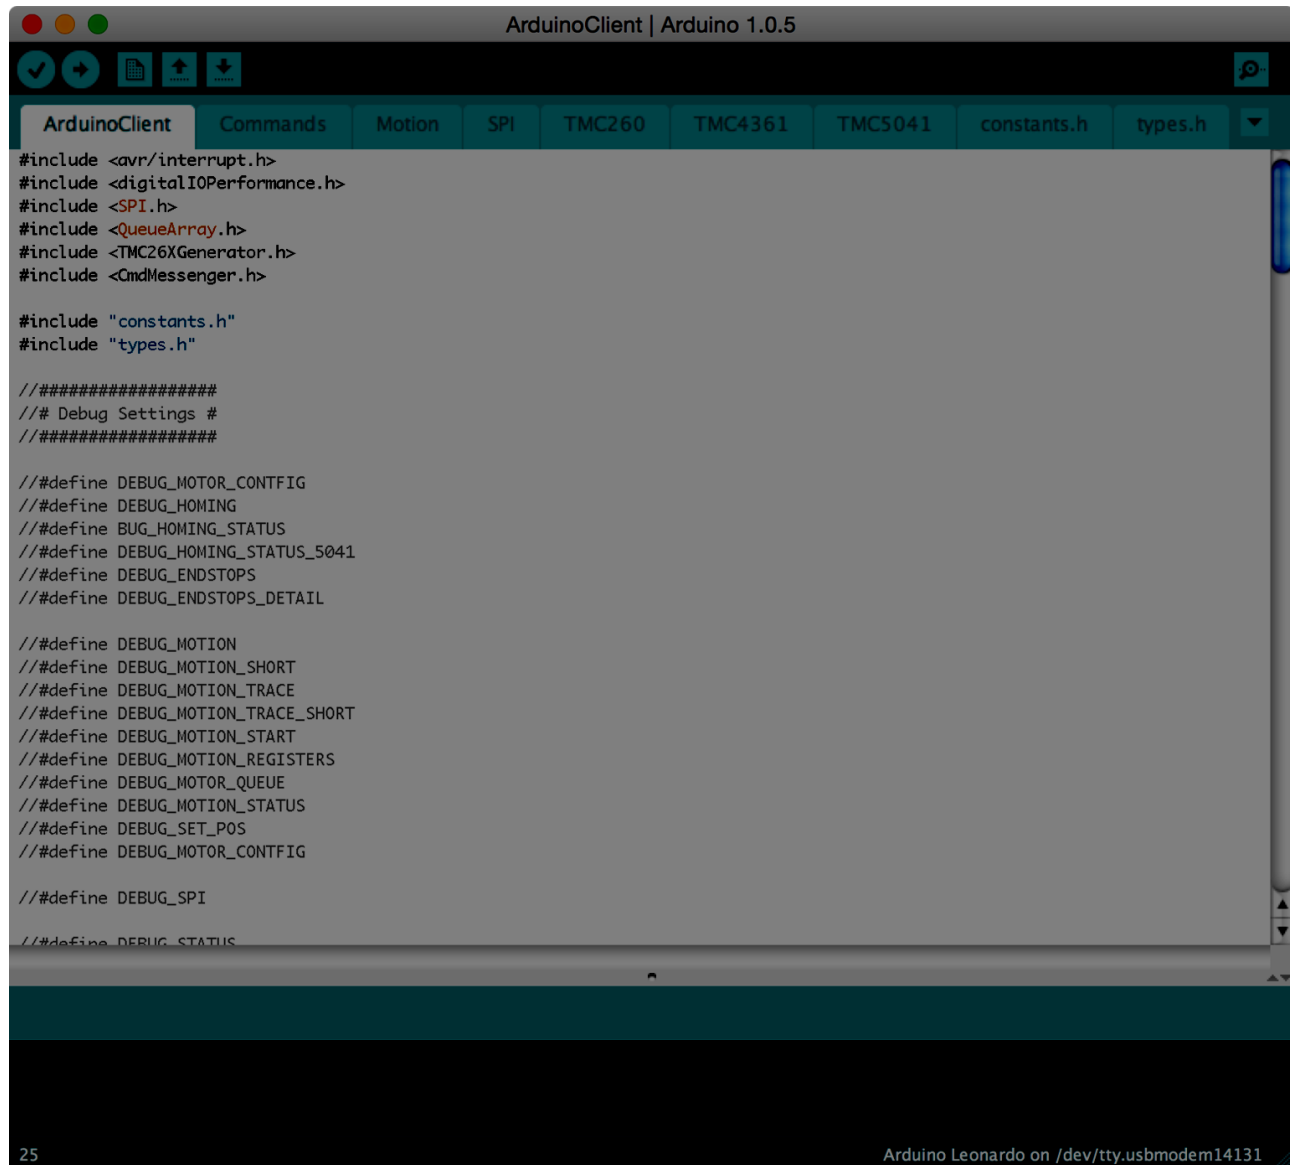 ArduinoClient | Arduino 1.0.5
ArduinoClient Commands Motion SPI TMC260 TMC4361 TMC5041 constants.h types.h
#include <avr/interrupt.h>
#include <digitalIOPerformance.h>
#include <SPI.h>
#include <QueueArray.h>
#include <TMC26XGenerator.h>
#include <CmdMessenger.h>
#include "constants.h"
#include "types.h"
//##################
//# Debug Settings #
//##################
//#define DEBUG_MOTOR_CONTFIG
//#define DEBUG_HOMING
//#define BUG_HOMING_STATUS
//#define DEBUG_HOMING_STATUS_5041
//#define DEBUG_ENDSTOPS
//#define DEBUG_ENDSTOPS_DETAIL
//#define DEBUG_MOTION
//#define DEBUG_MOTION_SHORT
//#define DEBUG_MOTION_TRACE
//#define DEBUG_MOTION_TRACE_SHORT
//#define DEBUG_MOTION_START
//#define DEBUG_MOTION_REGISTERS
//#define DEBUG_MOTOR_QUEUE
//#define DEBUG_MOTION_STATUS
//#define DEBUG_SET_POS
//#define DEBUG_MOTOR_CONTFIG
//#define DEBUG_SPI
//#define DEBUG_STATUS
25 Arduino Leonardo on /dev/tty.usbmodem14131